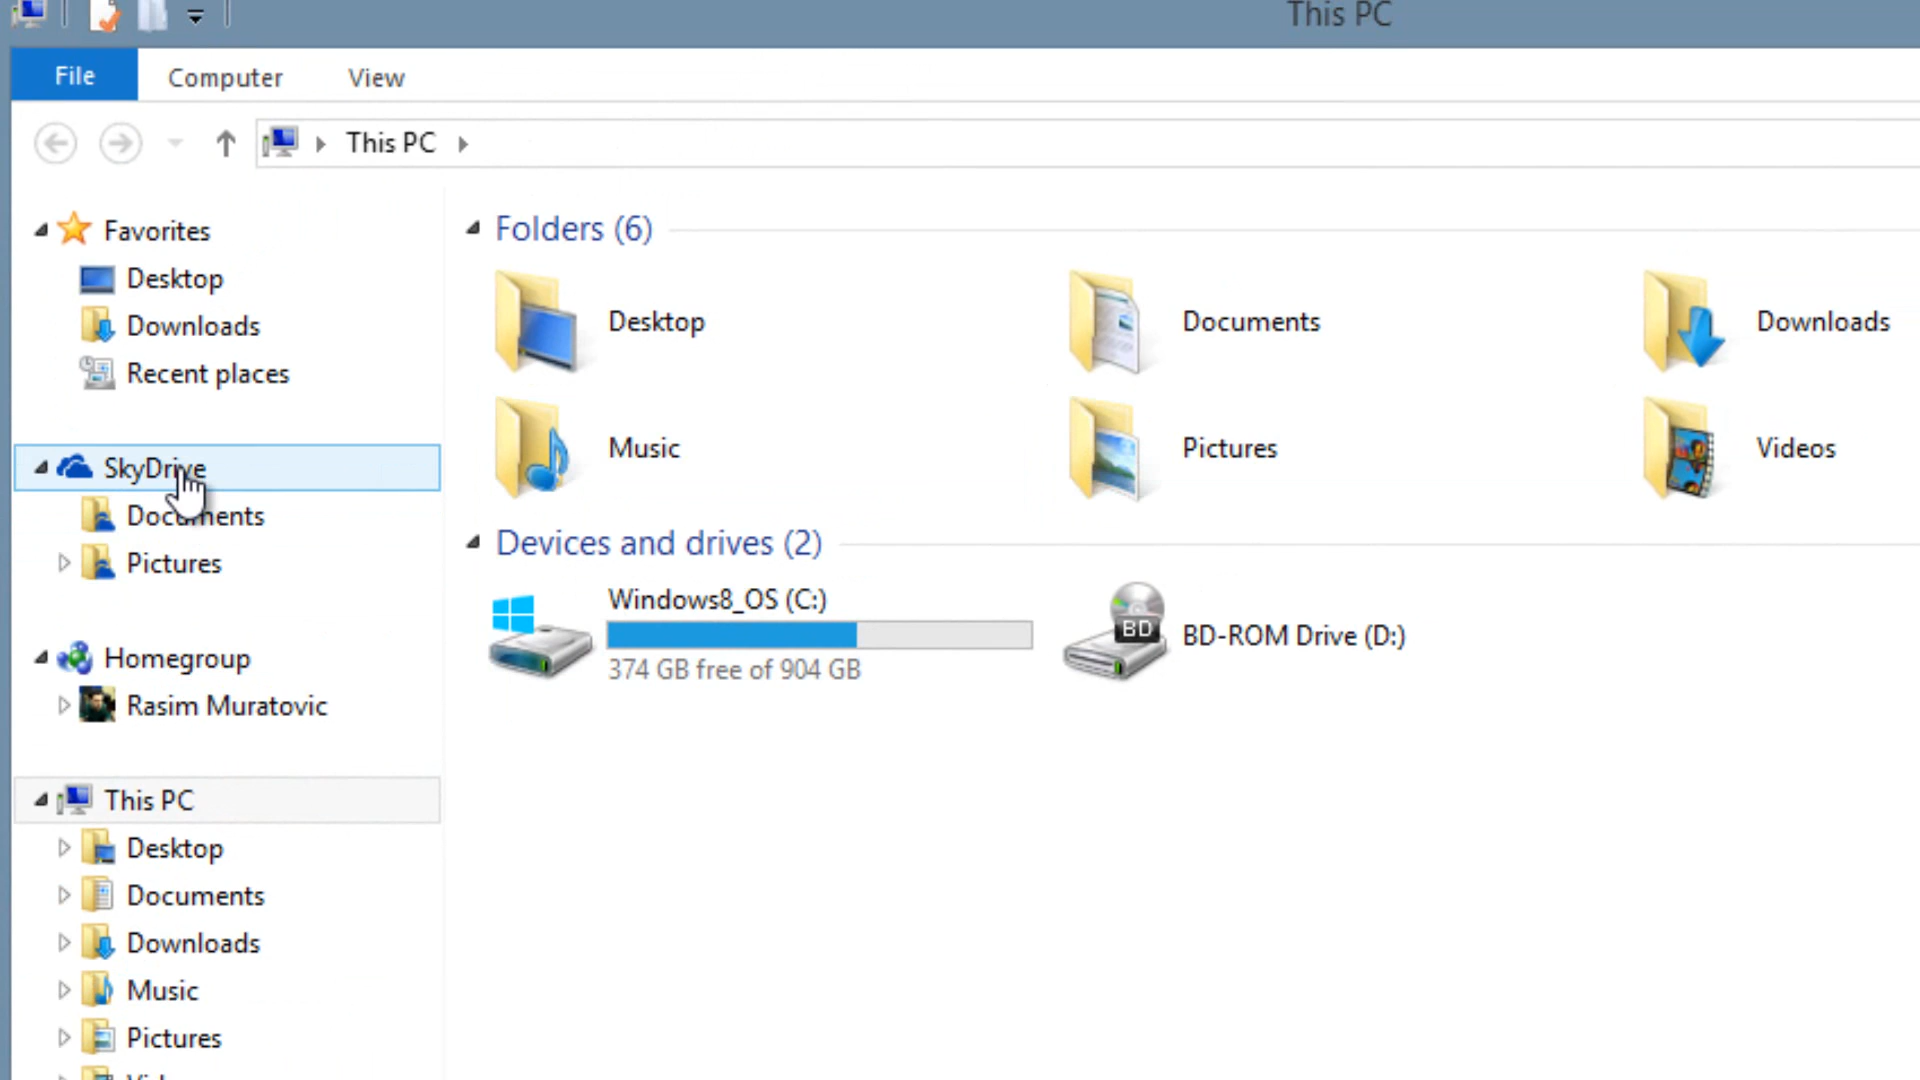 This PC
File Computer View
This PC
Favorites
Desktop
Downloads
Recent places
SkyDrive
Documents
Pictures
Homegroup
Rasim Muratovic
This PC
Desktop
Documents
Downloads
Music
Pictures
Folders (6)
Desktop Documents Downloads
Music Pictures Videos
Devices and drives (2)
Windows8_OS (C:)
374 GB free of 904 GB
BD
BD-ROM Drive (D:)